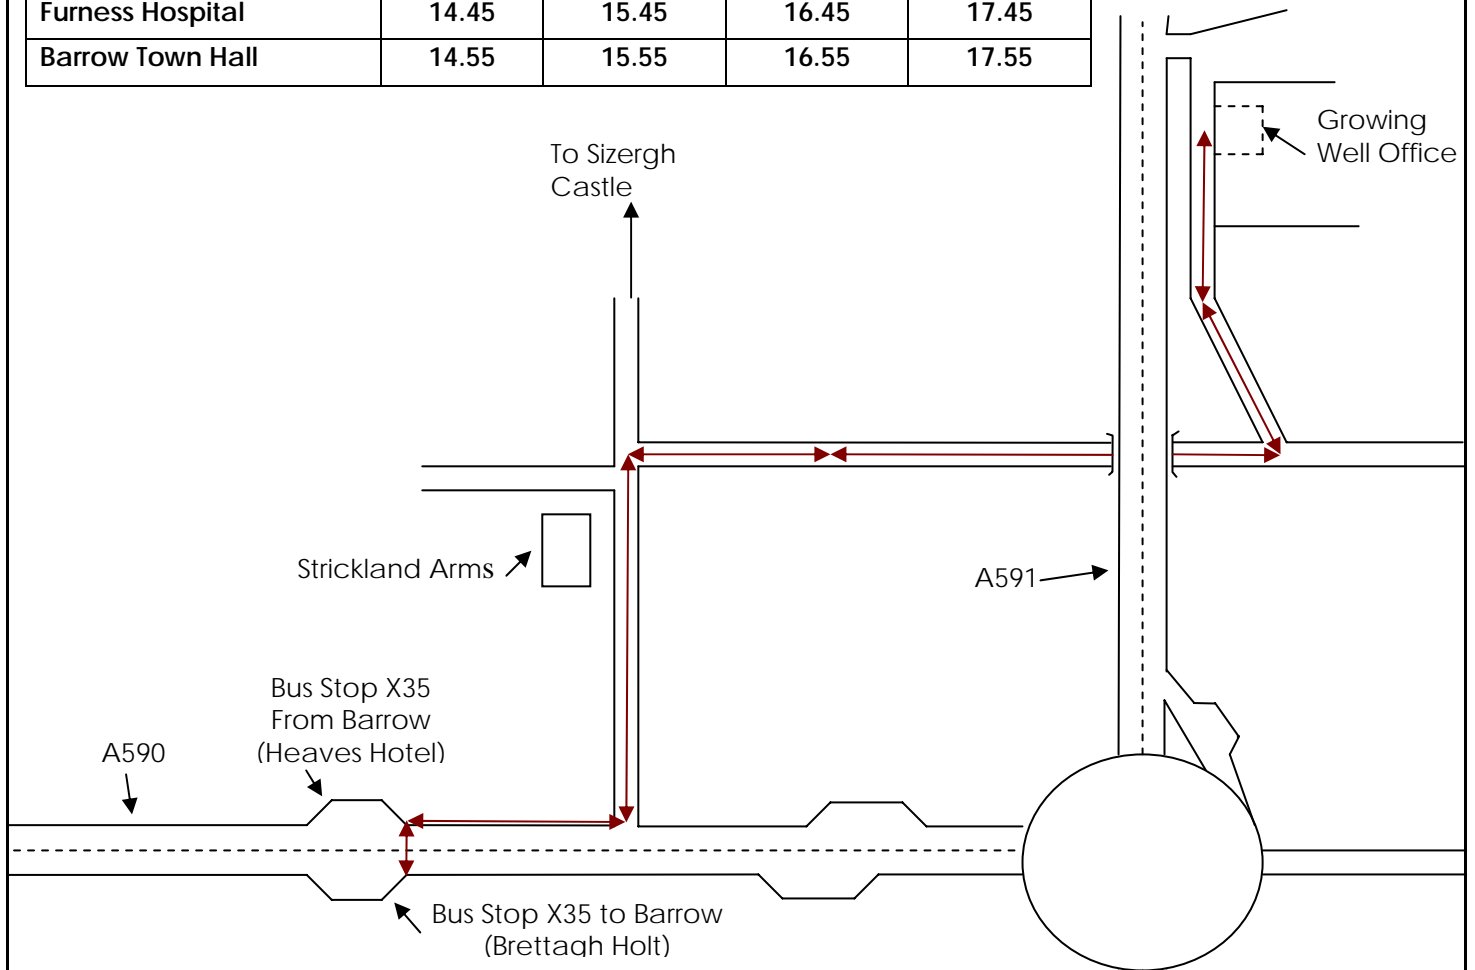 Furness Hospital 14.45 15.45 16.45 17.45
Barrow Town Hall 14.55 15.55 16.55 17.55
Growing
Well Office
To Sizergh
Castle
Strickland Arms
A591
Bus Stop X35
From Barrow
(Heaves Hotel)
A590
Bus Stop X35 to Barrow
(Brettagh Holt)